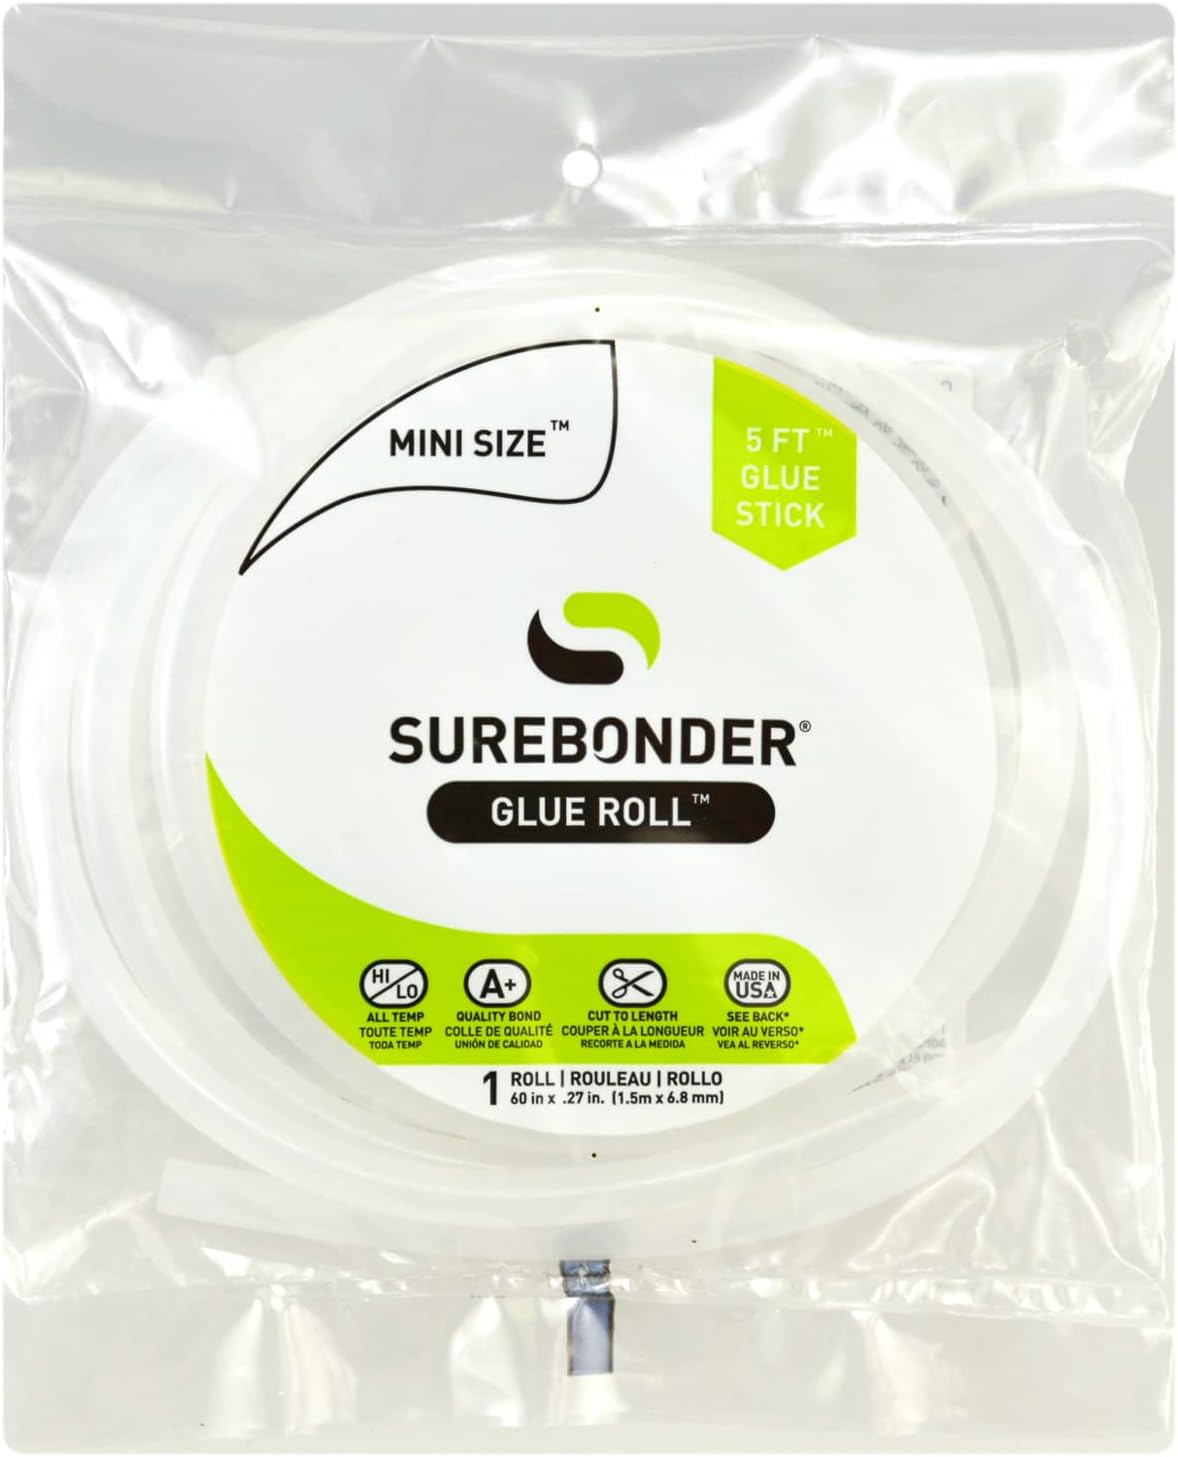 MINI SIZE™
5 FT™
GLUE
STICK
SUREBONDER®
GLUE ROLL™
HI
LO
ALL TEMP
TOUTE TEMP
TODA TEMP
A+
QUALITY BOND
COLLE DE QUALITÉ
UNIÓN DE CALIDAD
CUT TO LENGTH
COUPER À LA LONGUEUR
RECORTE A LA MEDIDA
MADE IN
USA
SEE BACK*
VOIR AU VERSO*
VEA AL REVERSO*
1 ROLL | ROULEAU | ROLLO
60 in x .27 in. (1.5m x 6.8 mm)